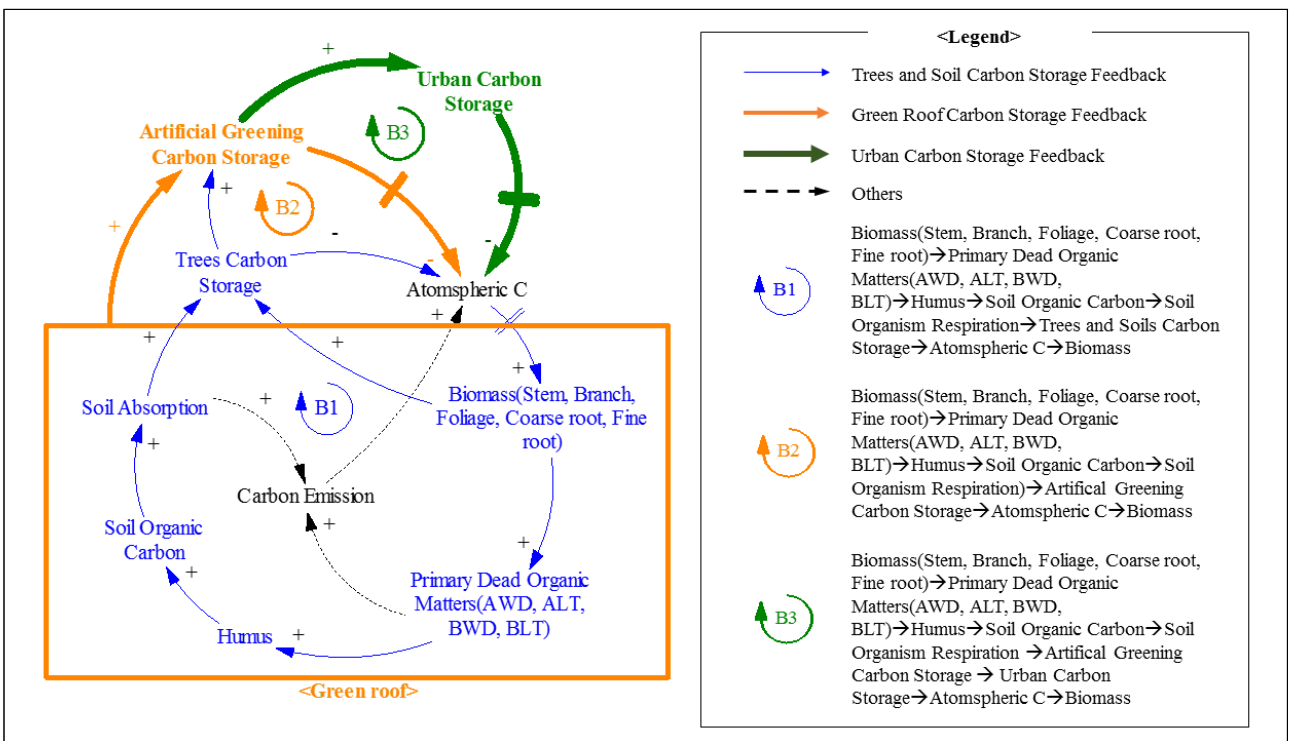 +
Urban Carbon
Storage
B3
Artificial Greening
Carbon Storage
+
B2
+
-
Trees Carbon
Storage
-
-
Atomspheric C
+
+
+
+
Soil Absorption
+
B1
Biomass(Stem, Branch,
Foliage, Coarse root, Fine
root)
+
Carbon Emission
+
Soil Organic
Carbon
+
+
Primary Dead Organic
Matters(AWD, ALT,
BWD, BLT)
Humus
+
<Green roof>
<Legend>
Trees and Soil Carbon Storage Feedback
Green Roof Carbon Storage Feedback
Urban Carbon Storage Feedback
Others
B1
Biomass(Stem, Branch, Foliage, Coarse root,
Fine root)→Primary Dead Organic
Matters(AWD, ALT, BWD,
BLT)→Humus→Soil Organic Carbon→Soil
Organism Respiration→Trees and Soils Carbon
Storage→Atomspheric C→Biomass
B2
Biomass(Stem, Branch, Foliage, Coarse root,
Fine root)→Primary Dead Organic
Matters(AWD, ALT, BWD,
BLT)→Humus→Soil Organic Carbon→Soil
Organism Respiration)→Artifical Greening
Carbon Storage→Atomspheric C→Biomass
B3
Biomass(Stem, Branch, Foliage, Coarse root,
Fine root)→Primary Dead Organic
Matters(AWD, ALT, BWD,
BLT)→Humus→Soil Organic Carbon→Soil
Organism Respiration →Artifical Greening
Carbon Storage → Urban Carbon
Storage→Atomspheric C→Biomass